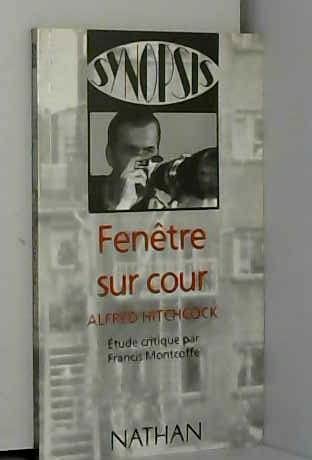 SYNOPSIS
Fenêtre
sur cour
ALFRED HITCHCOCK
Étude critique par
Francis Montcoffe
NATHAN